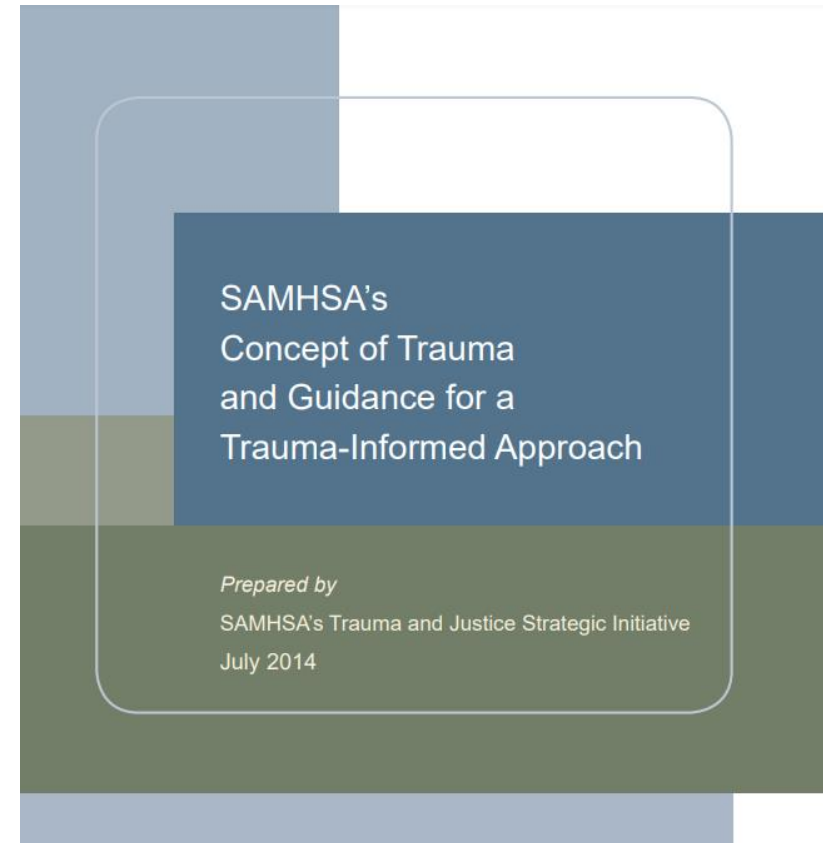 SAMHSA’s
Concept of Trauma
and Guidance for a
Trauma-Informed Approach
Prepared by
SAMHSA’s Trauma and Justice Strategic Initiative
July 2014